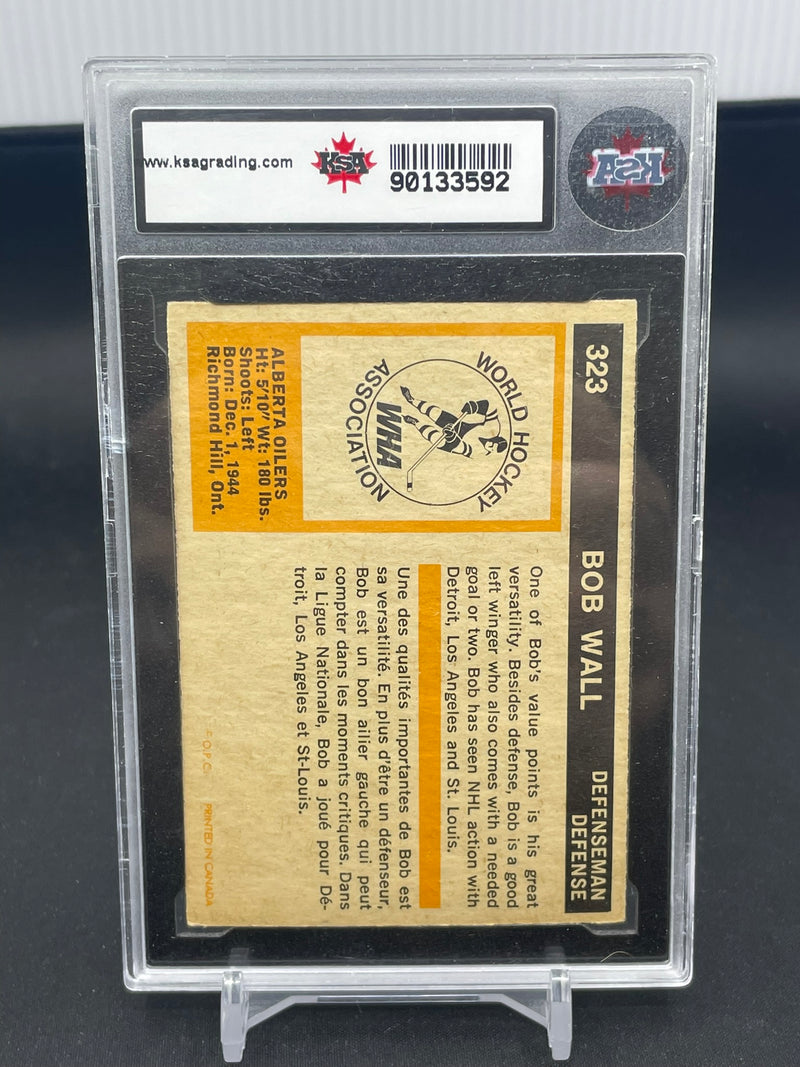 www.ksagrading.com
KSA
90133592
KSA
323
BOB WALL
DEFENSEMAN
DEFENSE
WORLD HOCKEY
ASSOCIATION
WHA
ALBERTA OILERS
Ht: 5'10" Wt: 180 lbs.
Shoots: Left
Born: Dec. 1, 1944
Richmond Hill, Ont.
One of Bob's value points is his great
versatility. Besides defense, Bob is a good
left winger who also comes with a needed
goal or two. Bob has seen NHL action with
Detroit, Los Angeles and St. Louis.
Une des qualités importantes de Bob est
sa versatilité. En plus d'être un défenseur,
Bob est un bon ailier gauche qui peut
compter dans les moments critiques. Dans
la Ligue Nationale, Bob a joué pour Dé-
troit, Los Angeles et St-Louis.
© O.P.C. PRINTED IN CANADA